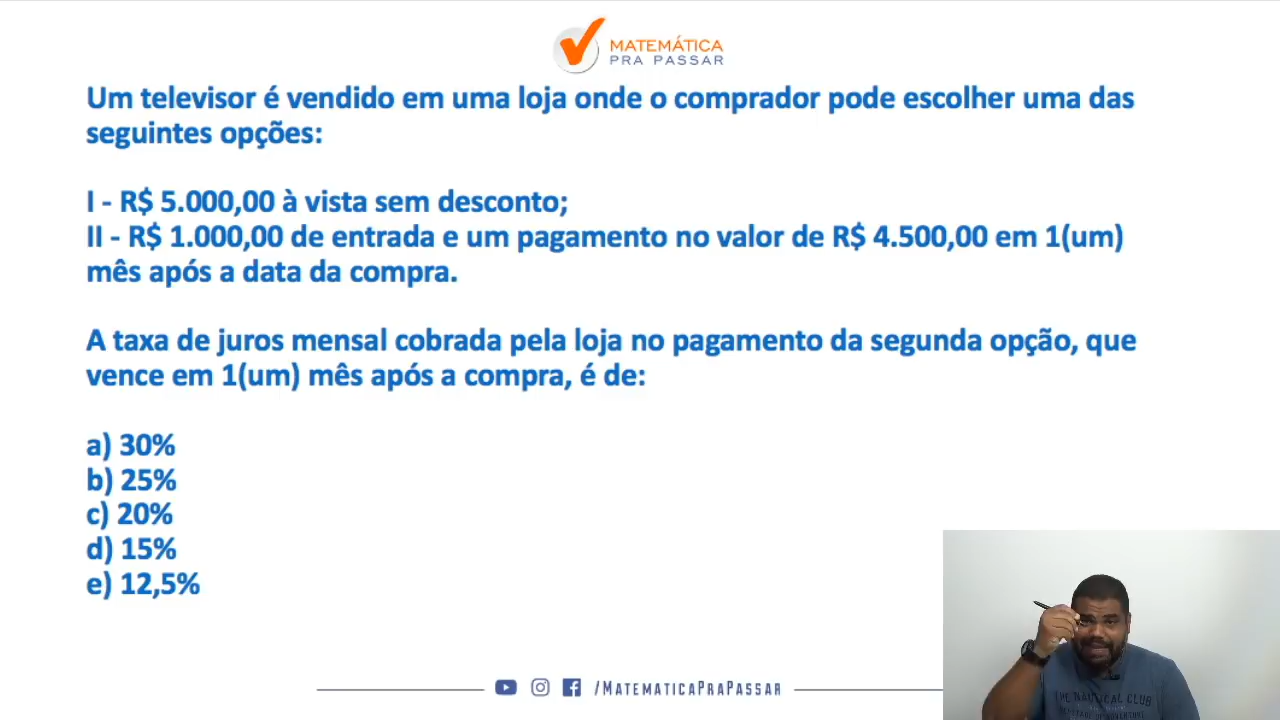 MATEMÁTICA
PRA PASSAR
Um televisor é vendido em uma loja onde o comprador pode escolher uma das
seguintes opções:
I - R$ 5.000,00 à vista sem desconto;
II - R$ 1.000,00 de entrada e um pagamento no valor de R$ 4.500,00 em 1(um)
mês após a data da compra.
A taxa de juros mensal cobrada pela loja no pagamento da segunda opção, que
vence em 1(um) mês após a compra, é de:
a) 30%
b) 25%
c) 20%
d) 15%
e) 12,5%
/MATEMATICAPRAPASSAR
THE NAUTICAL CLUB